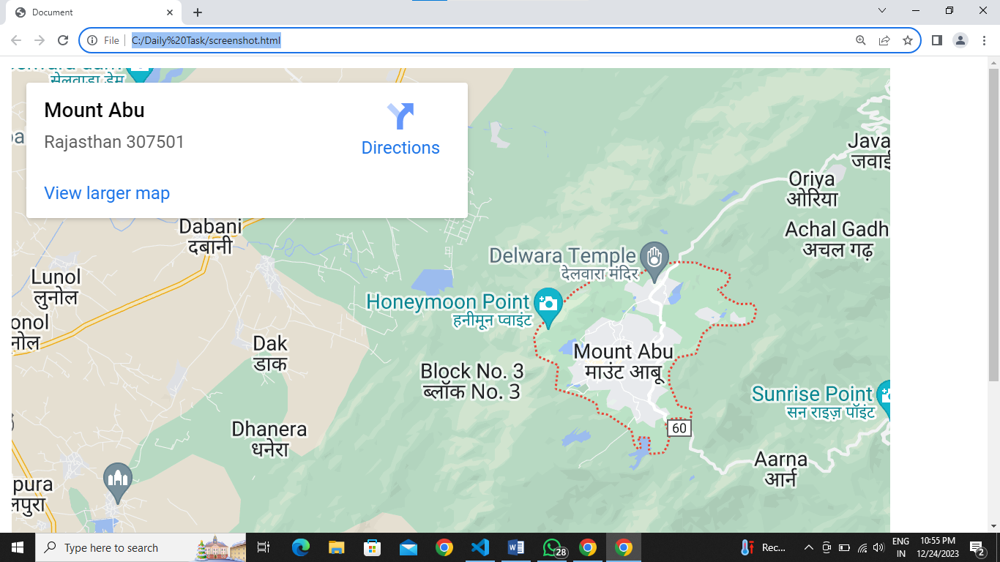 Document
File
C:/Daily%20Task/screenshot.html
सेलवाड़ा डेम
Mount Abu
Rajasthan 307501
Directions
View larger map
Java
जवाई
Oriya
ओरिया
Achal Gadh
अचल गढ़
Dabani
दबानी
Delwara Temple
देलवारा मंदिर
Lunol
लुनोल
Honeymoon Point
हनीमून प्वाइंट
onol
नोल
Dak
डाक
Mount Abu
माउंट आबू
Block No. 3
ब्लॉक No. 3
Sunrise Point
सन राइज़ पॉइंट
Dhanera
धनेरा
60
Aarna
आर्न
pura
लपुरा
Type here to search
28
Rec...
ENG
IN
10:55 PM
12/24/2023
2